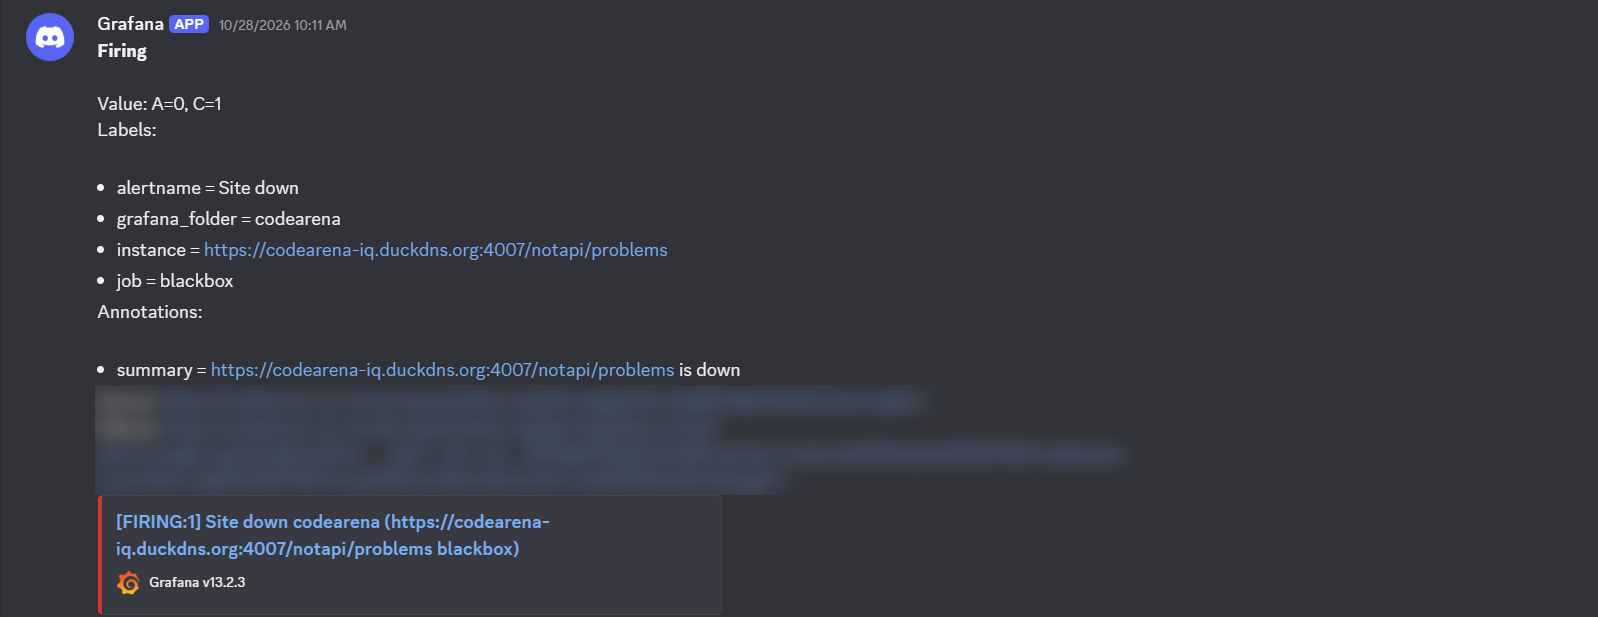 Grafana APP 10/28/2026 10:11 AM
Firing
Value: A=0, C=1
Labels:
• alertname = Site down
• grafana_folder = codearena
• instance = https://codearena-iq.duckdns.org:4007/notapi/problems
• job = blackbox
Annotations:
• summary = https://codearena-iq.duckdns.org:4007/notapi/problems is down
[FIRING:1] Site down codearena (https://codearena-
iq.duckdns.org:4007/notapi/problems blackbox)
Grafana v13.2.3